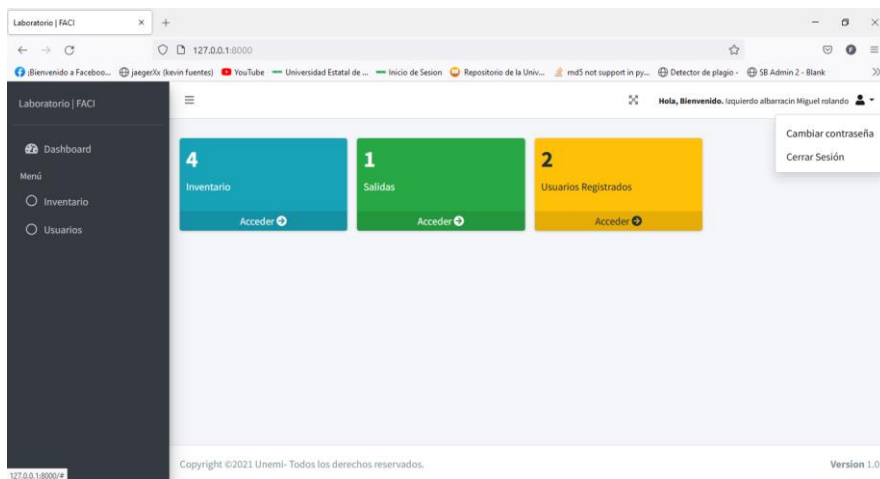 Laboratorio | FACI
127.0.0.1:8000
¡Bienvenido a Faceboo... jaegerXx (kevin fuentes) YouTube Universidad Estatal de ... Inicio de Sesion Repositorio de la Univ... md5 not support in py... Detector de plagio - SB Admin 2 - Blank
Laboratorio | FACI
Hola, Bienvenido. Izquierdo albarracin Miguel rolando
Cambiar contraseña
Cerrar Sesión
Dashboard
Menú
Inventario
Usuarios
4
Inventario
Acceder
1
Salidas
Acceder
2
Usuarios Registrados
Acceder
Copyright ©2021 Unemi- Todos los derechos reservados.
Version 1.0
127.0.0.1:8000/#